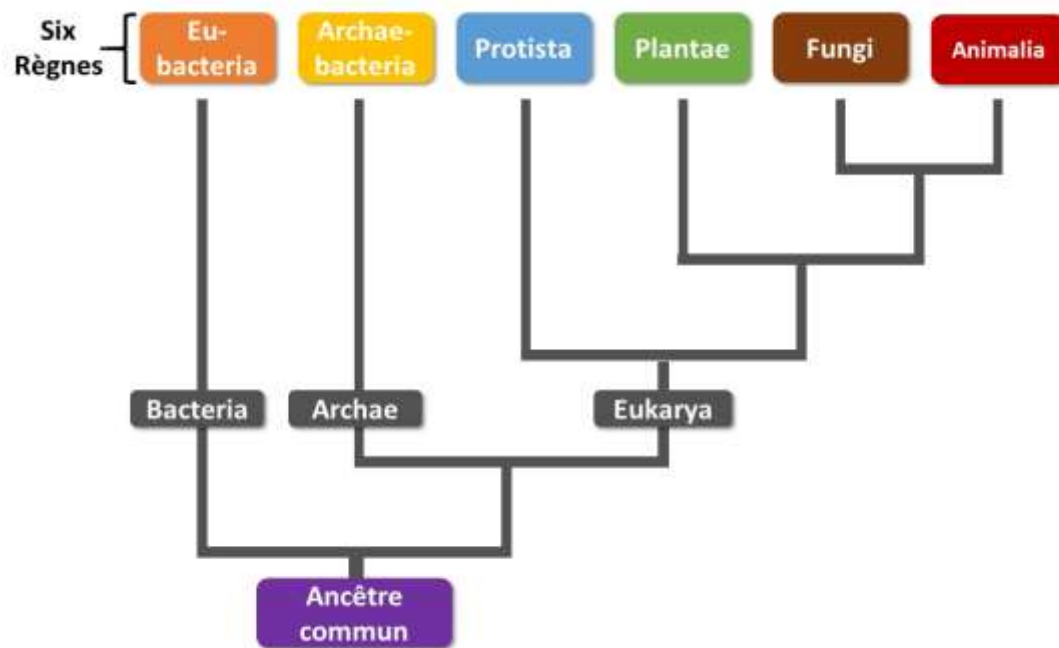 Six
Règnes
Eu-
bacteria
Archae-
bacteria
Protista
Plantae
Fungi
Animalia
Bacteria
Archae
Eukarya
Ancêtre
commun